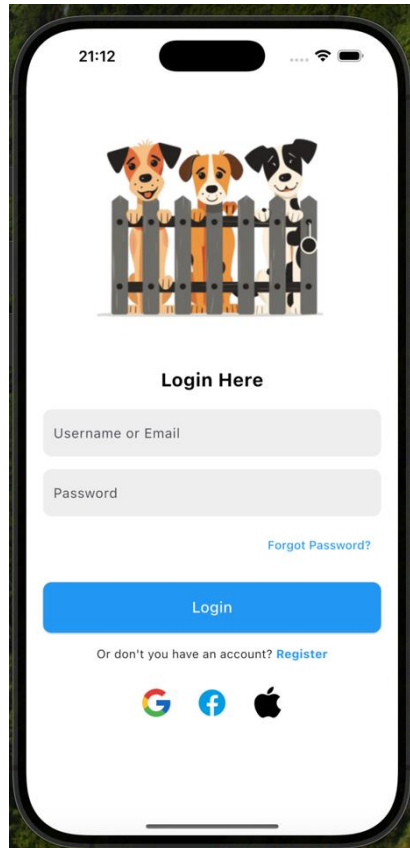 21:12
Login Here
Username or Email
Password
Forgot Password?
Login
Or don't you have an account? Register